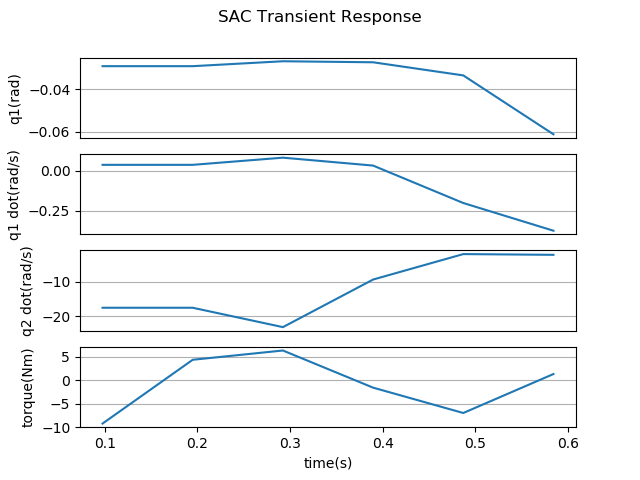 SAC Transient Response
q1(rad)
−0.04
−0.06
q1 dot(rad/s)
0.00
−0.25
q2 dot(rad/s)
−10
−20
torque(Nm)
5
0
−5
−10
0.1 0.2 0.3 0.4 0.5 0.6
time(s)